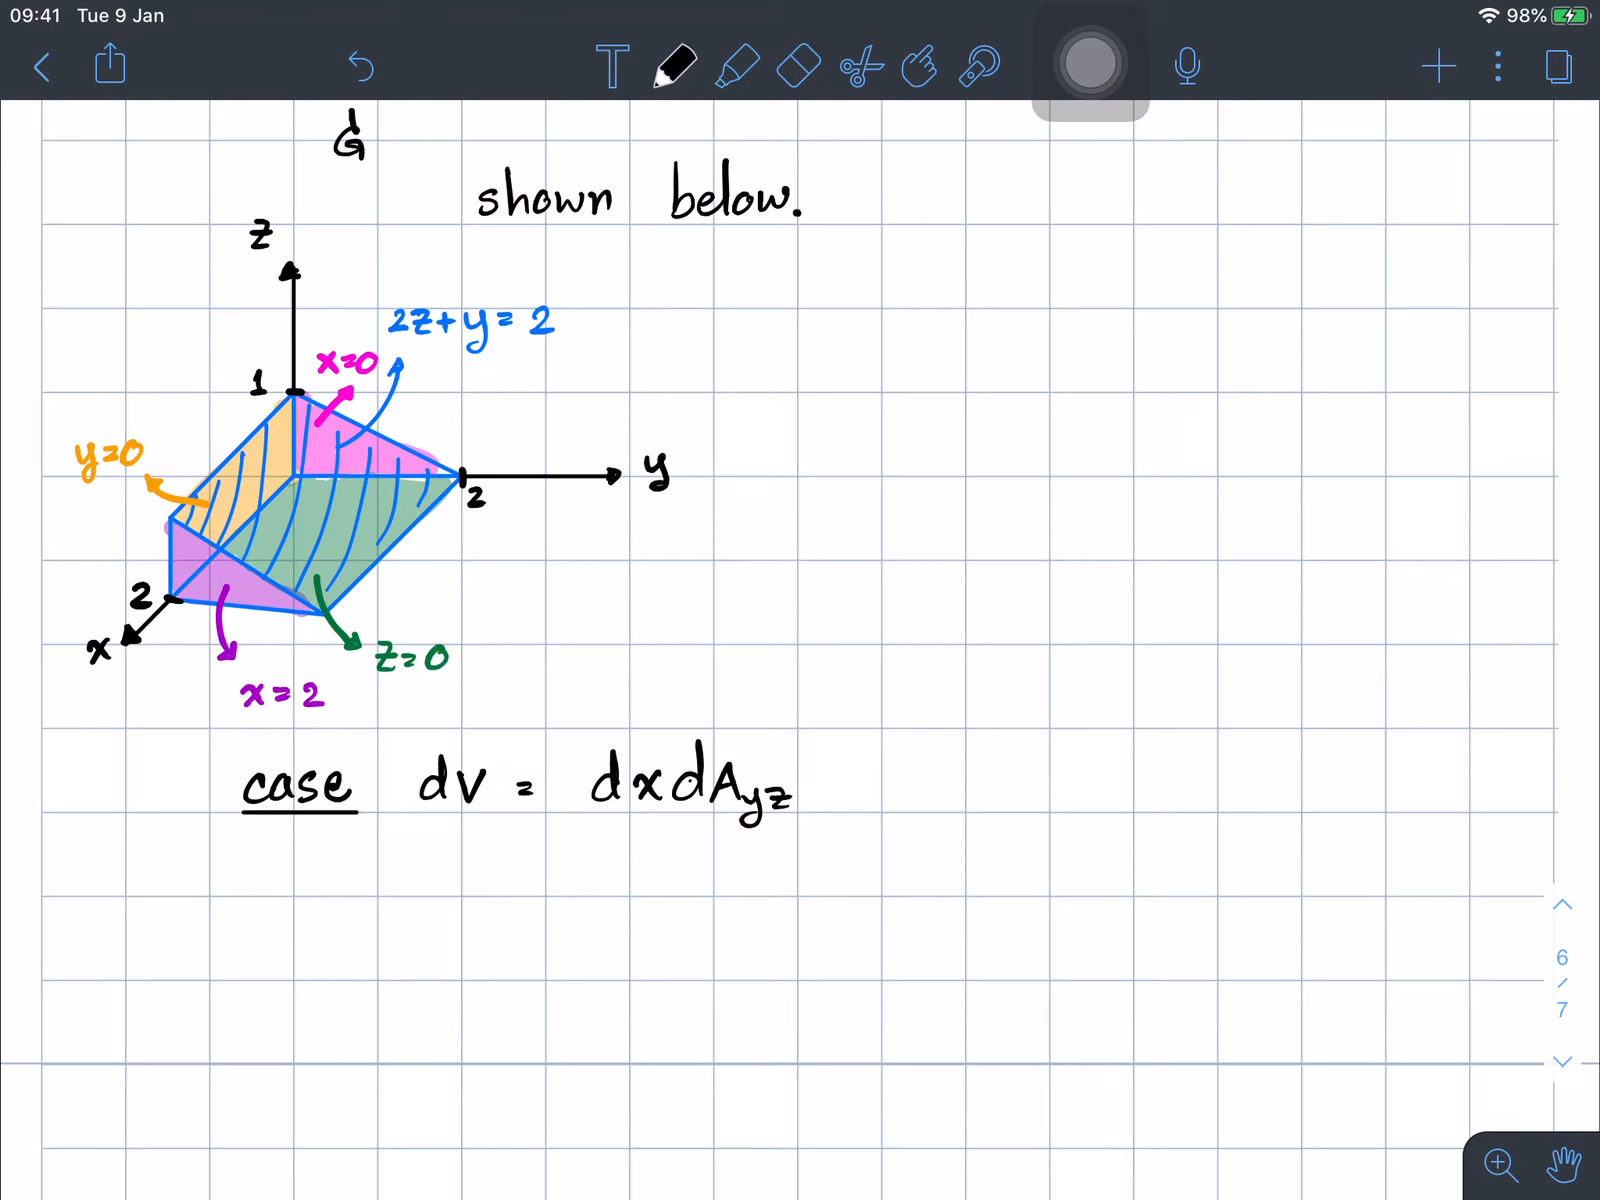 09:41 Tue 9 Jan 98%
T
G
shown below.
z
2z+y=2
x=0
1
y=0
y
2
2
x
z=0
x=2
case dV = dxdAyz
6
/
7